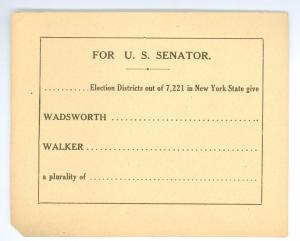 FOR U. S. SENATOR.
..........Election Districts out of 7,221 in New York State give
WADSWORTH ........................................
WALKER ..............................................
a plurality of ............................................